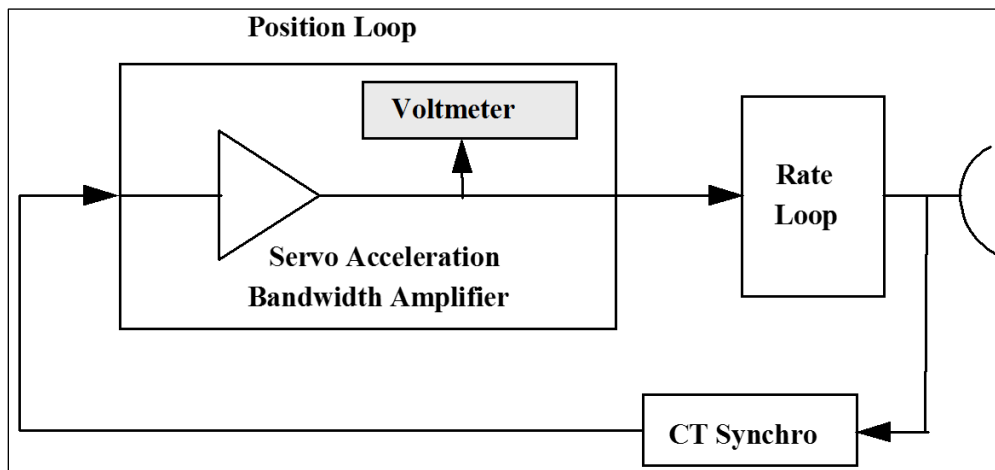 Position Loop
Voltmeter
Rate
Loop
Servo Acceleration
Bandwidth Amplifier
CT Synchro